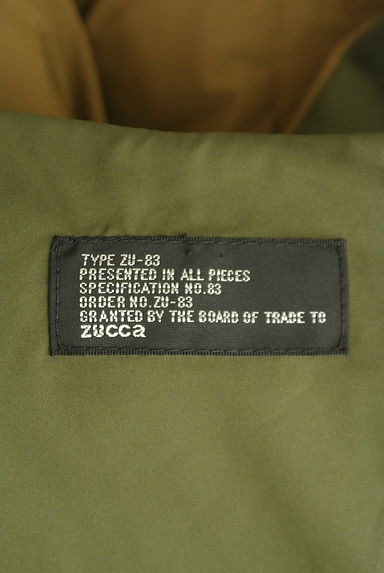 TYPE ZU-83
PRESENTED IN ALL PIECES
SPECIFICATION NO.83
ORDER NO.ZU-83
GRANTED BY THE BOARD OF TRADE TO
zucca